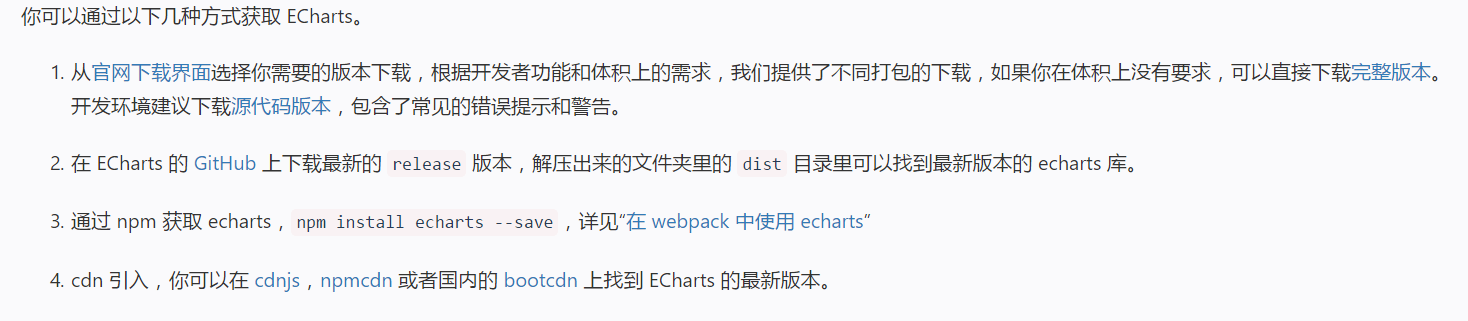 你可以通过以下几种方式获取 ECharts。
1. 从官网下载界面选择你需要的版本下载，根据开发者功能和体积上的需求，我们提供了不同打包的下载，如果你在体积上没有要求，可以直接下载完整版本。
开发环境建议下载源代码版本，包含了常见的错误提示和警告。
2. 在 ECharts 的 GitHub 上下载最新的 release 版本，解压出来的文件夹里的 dist 目录里可以找到最新版本的 echarts 库。
3. 通过 npm 获取 echarts，npm install echarts --save，详见“在 webpack 中使用 echarts”
4. cdn 引入，你可以在 cdnjs，npmcdn 或者国内的 bootcdn 上找到 ECharts 的最新版本。